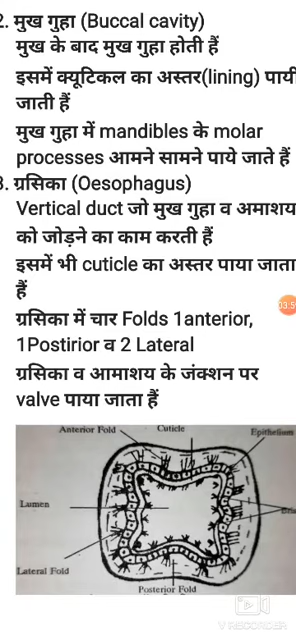 2. मुख गुहा (Buccal cavity)
मुख के बाद मुख गुहा होती हैं
इसमें क्यूटिकल का अस्तर(lining) पायी
जाती हैं
मुख गुहा में mandibles के molar
processes आमने सामने पाये जाते हैं
3. ग्रसिका (Oesophagus)
Vertical duct जो मुख गुहा व अमाशय
को जोड़ने का काम करती हैं
इसमें भी cuticle का अस्तर पाया जाता
हैं
ग्रसिका में चार Folds 1anterior,
1Postirior व 2 Lateral
ग्रसिका व आमाशय के जंक्शन पर
valve पाया जाता हैं
Anterior Fold Cuticle Epithelium
Lumen
Lateral Fold
Posterior Fold
V RECORDER